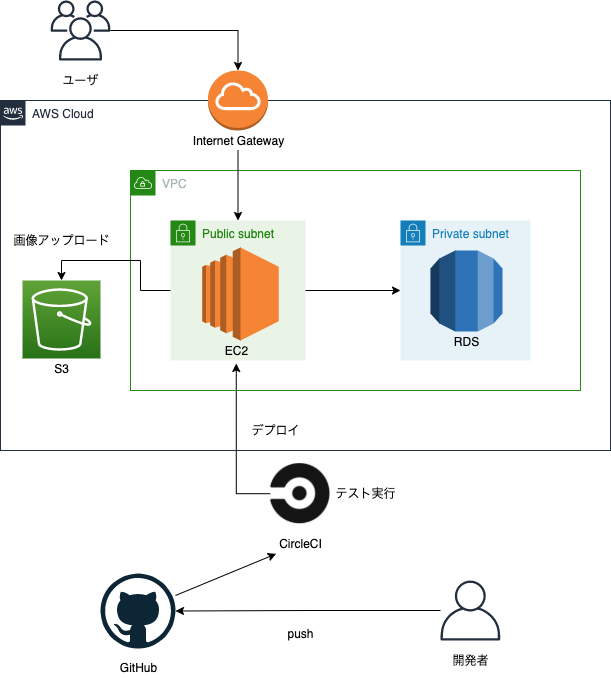 ユーザ
aws
AWS Cloud
Internet Gateway
VPC
Public subnet
Private subnet
画像アップロード
S3
EC2
RDS
デプロイ
テスト実行
CircleCI
GitHub
push
開発者